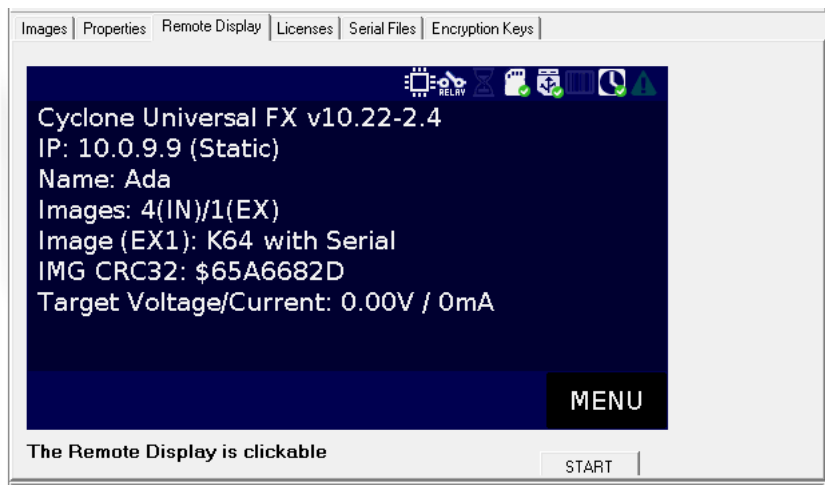 Images Properties Remote Display Licenses Serial Files Encryption Keys
RELAY
Cyclone Universal FX v10.22-2.4
IP: 10.0.9.9 (Static)
Name: Ada
Images: 4(IN)/1(EX)
Image (EX1): K64 with Serial
IMG CRC32: $65A6682D
Target Voltage/Current: 0.00V / 0mA
MENU
The Remote Display is clickable
START